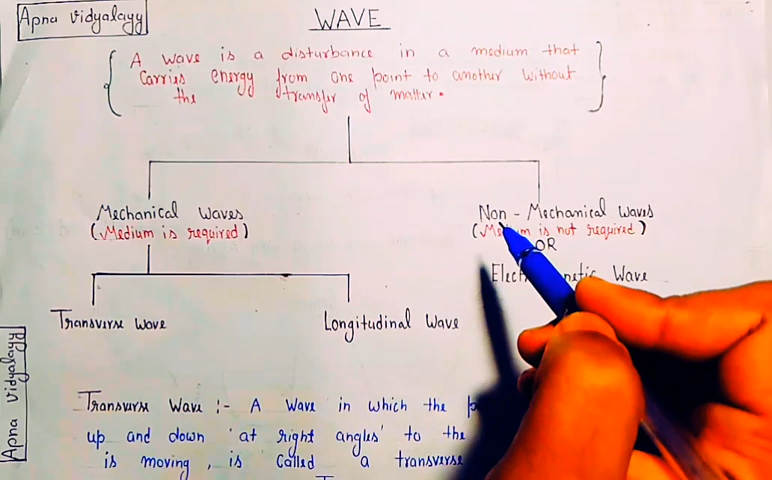 Apna Vidyalayy
WAVE
A wave is a disturbance in a medium that
Carries energy from one point to another without
the transfer of matter.
Mechanical Waves
(Medium is required)
Non - Mechanical Waves
(Medium is not required)
OR
Wave
Transverse Wave
Longitudinal Wave
Apna Vidyalayy
Transverse Wave :- A Wave in which the
up and down 'at right angles' to the
is moving, is called a transverse